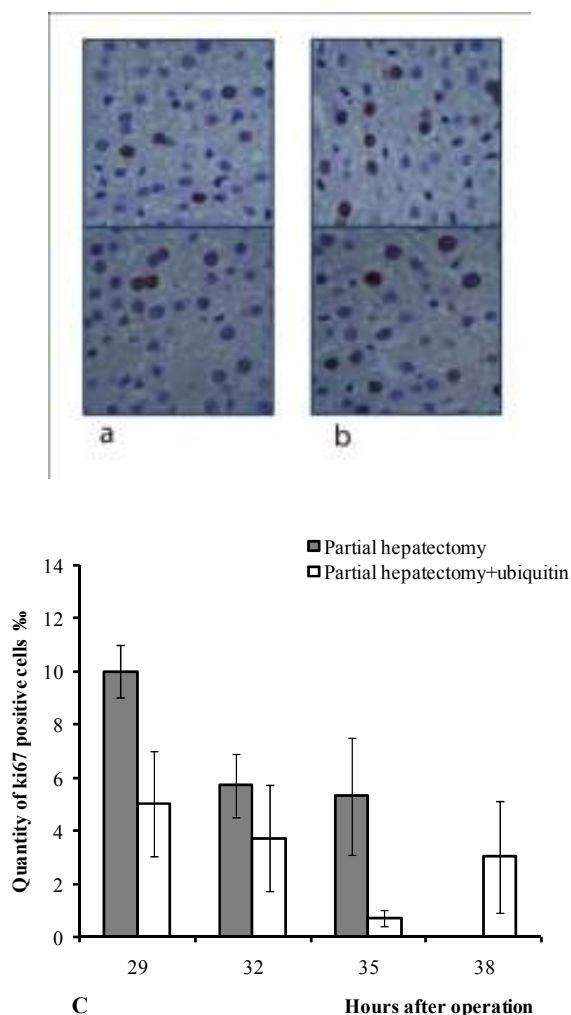 a
b
Partial hepatectomy
Partial hepatectomy+ubiquitin
Quantity of ki67 positive cells ‰
14
12
10
8
6
4
2
0
29
32
35
38
C
Hours after operation